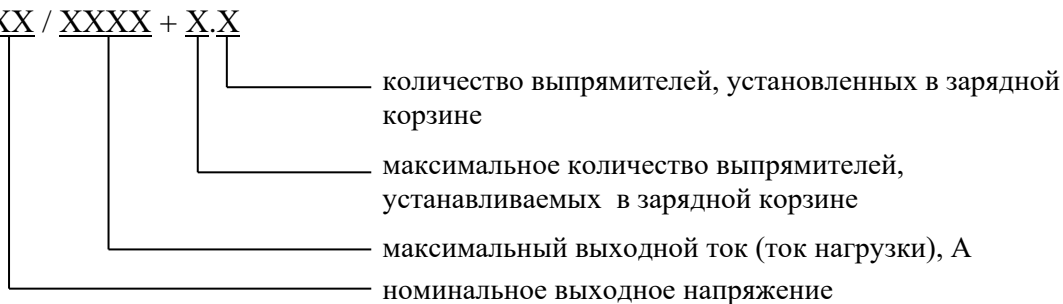 XX / XXXX + X.X
количество выпрямителей, установленных в зарядной
корзине
максимальное количество выпрямителей,
устанавливаемых в зарядной корзине
максимальный выходной ток (ток нагрузки), А
номинальное выходное напряжение